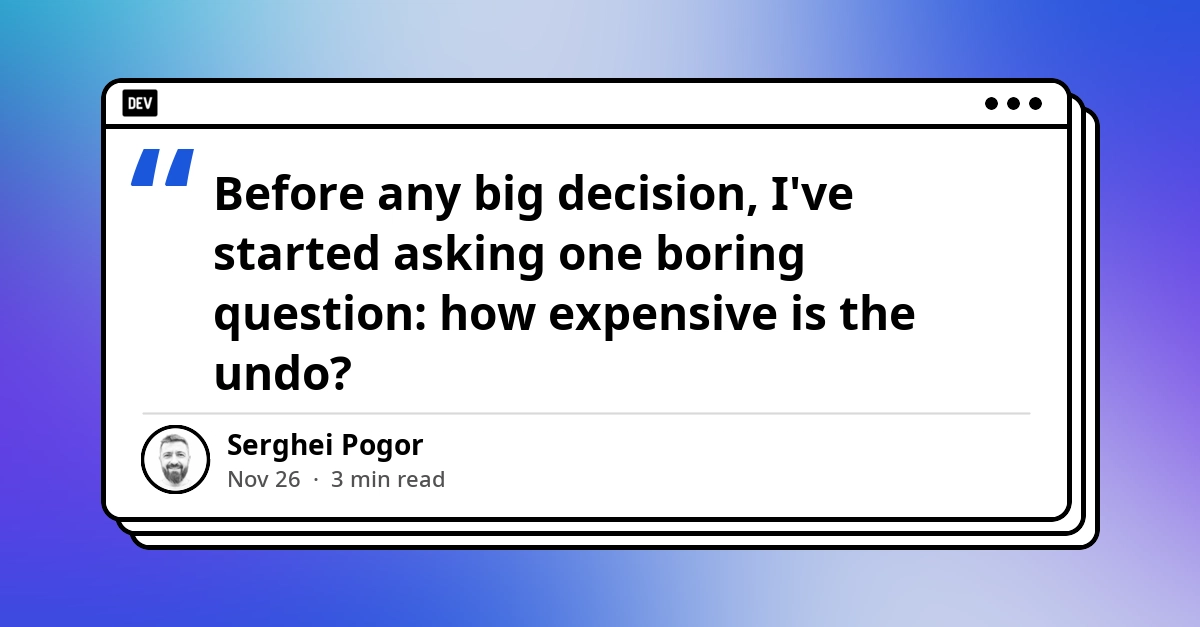 DEV
“
Before any big decision, I've
started asking one boring
question: how expensive is the
undo?
Serghei Pogor
Nov 26 · 3 min read